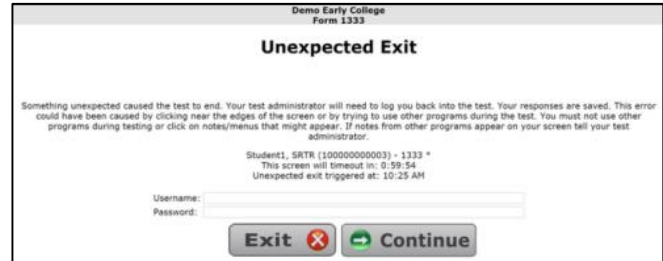 Demo Early College
Form 1333
Unexpected Exit
Something unexpected caused the test to end. Your test administrator will need to log you back into the test. Your responses are saved. This error
could have been caused by clicking near the edges of the screen or by trying to use other programs during the test. You must not use other
programs during testing or click on notes/menus that might appear. If notes from other programs appear on your screen tell your test
administrator.
Student1, SRTR (100000000003) - 1333 *
This screen will timeout in: 0:59:54
Unexpected exit triggered at: 10:25 AM
Username:
Password:
Exit
Continue